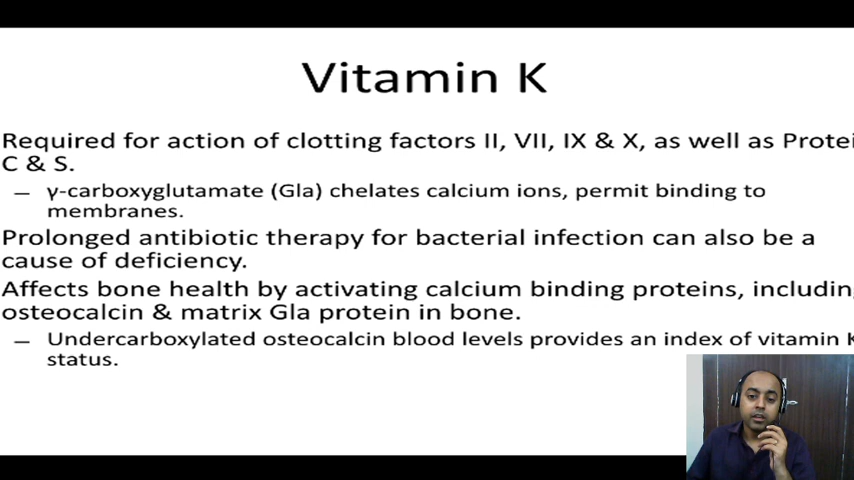 Vitamin K
Required for action of clotting factors II, VII, IX & X, as well as Protei
C & S.
– γ-carboxyglutamate (Gla) chelates calcium ions, permit binding to
membranes.
Prolonged antibiotic therapy for bacterial infection can also be a
cause of deficiency.
Affects bone health by activating calcium binding proteins, includin
osteocalcin & matrix Gla protein in bone.
– Undercarboxylated osteocalcin blood levels provides an index of vitamin K
status.